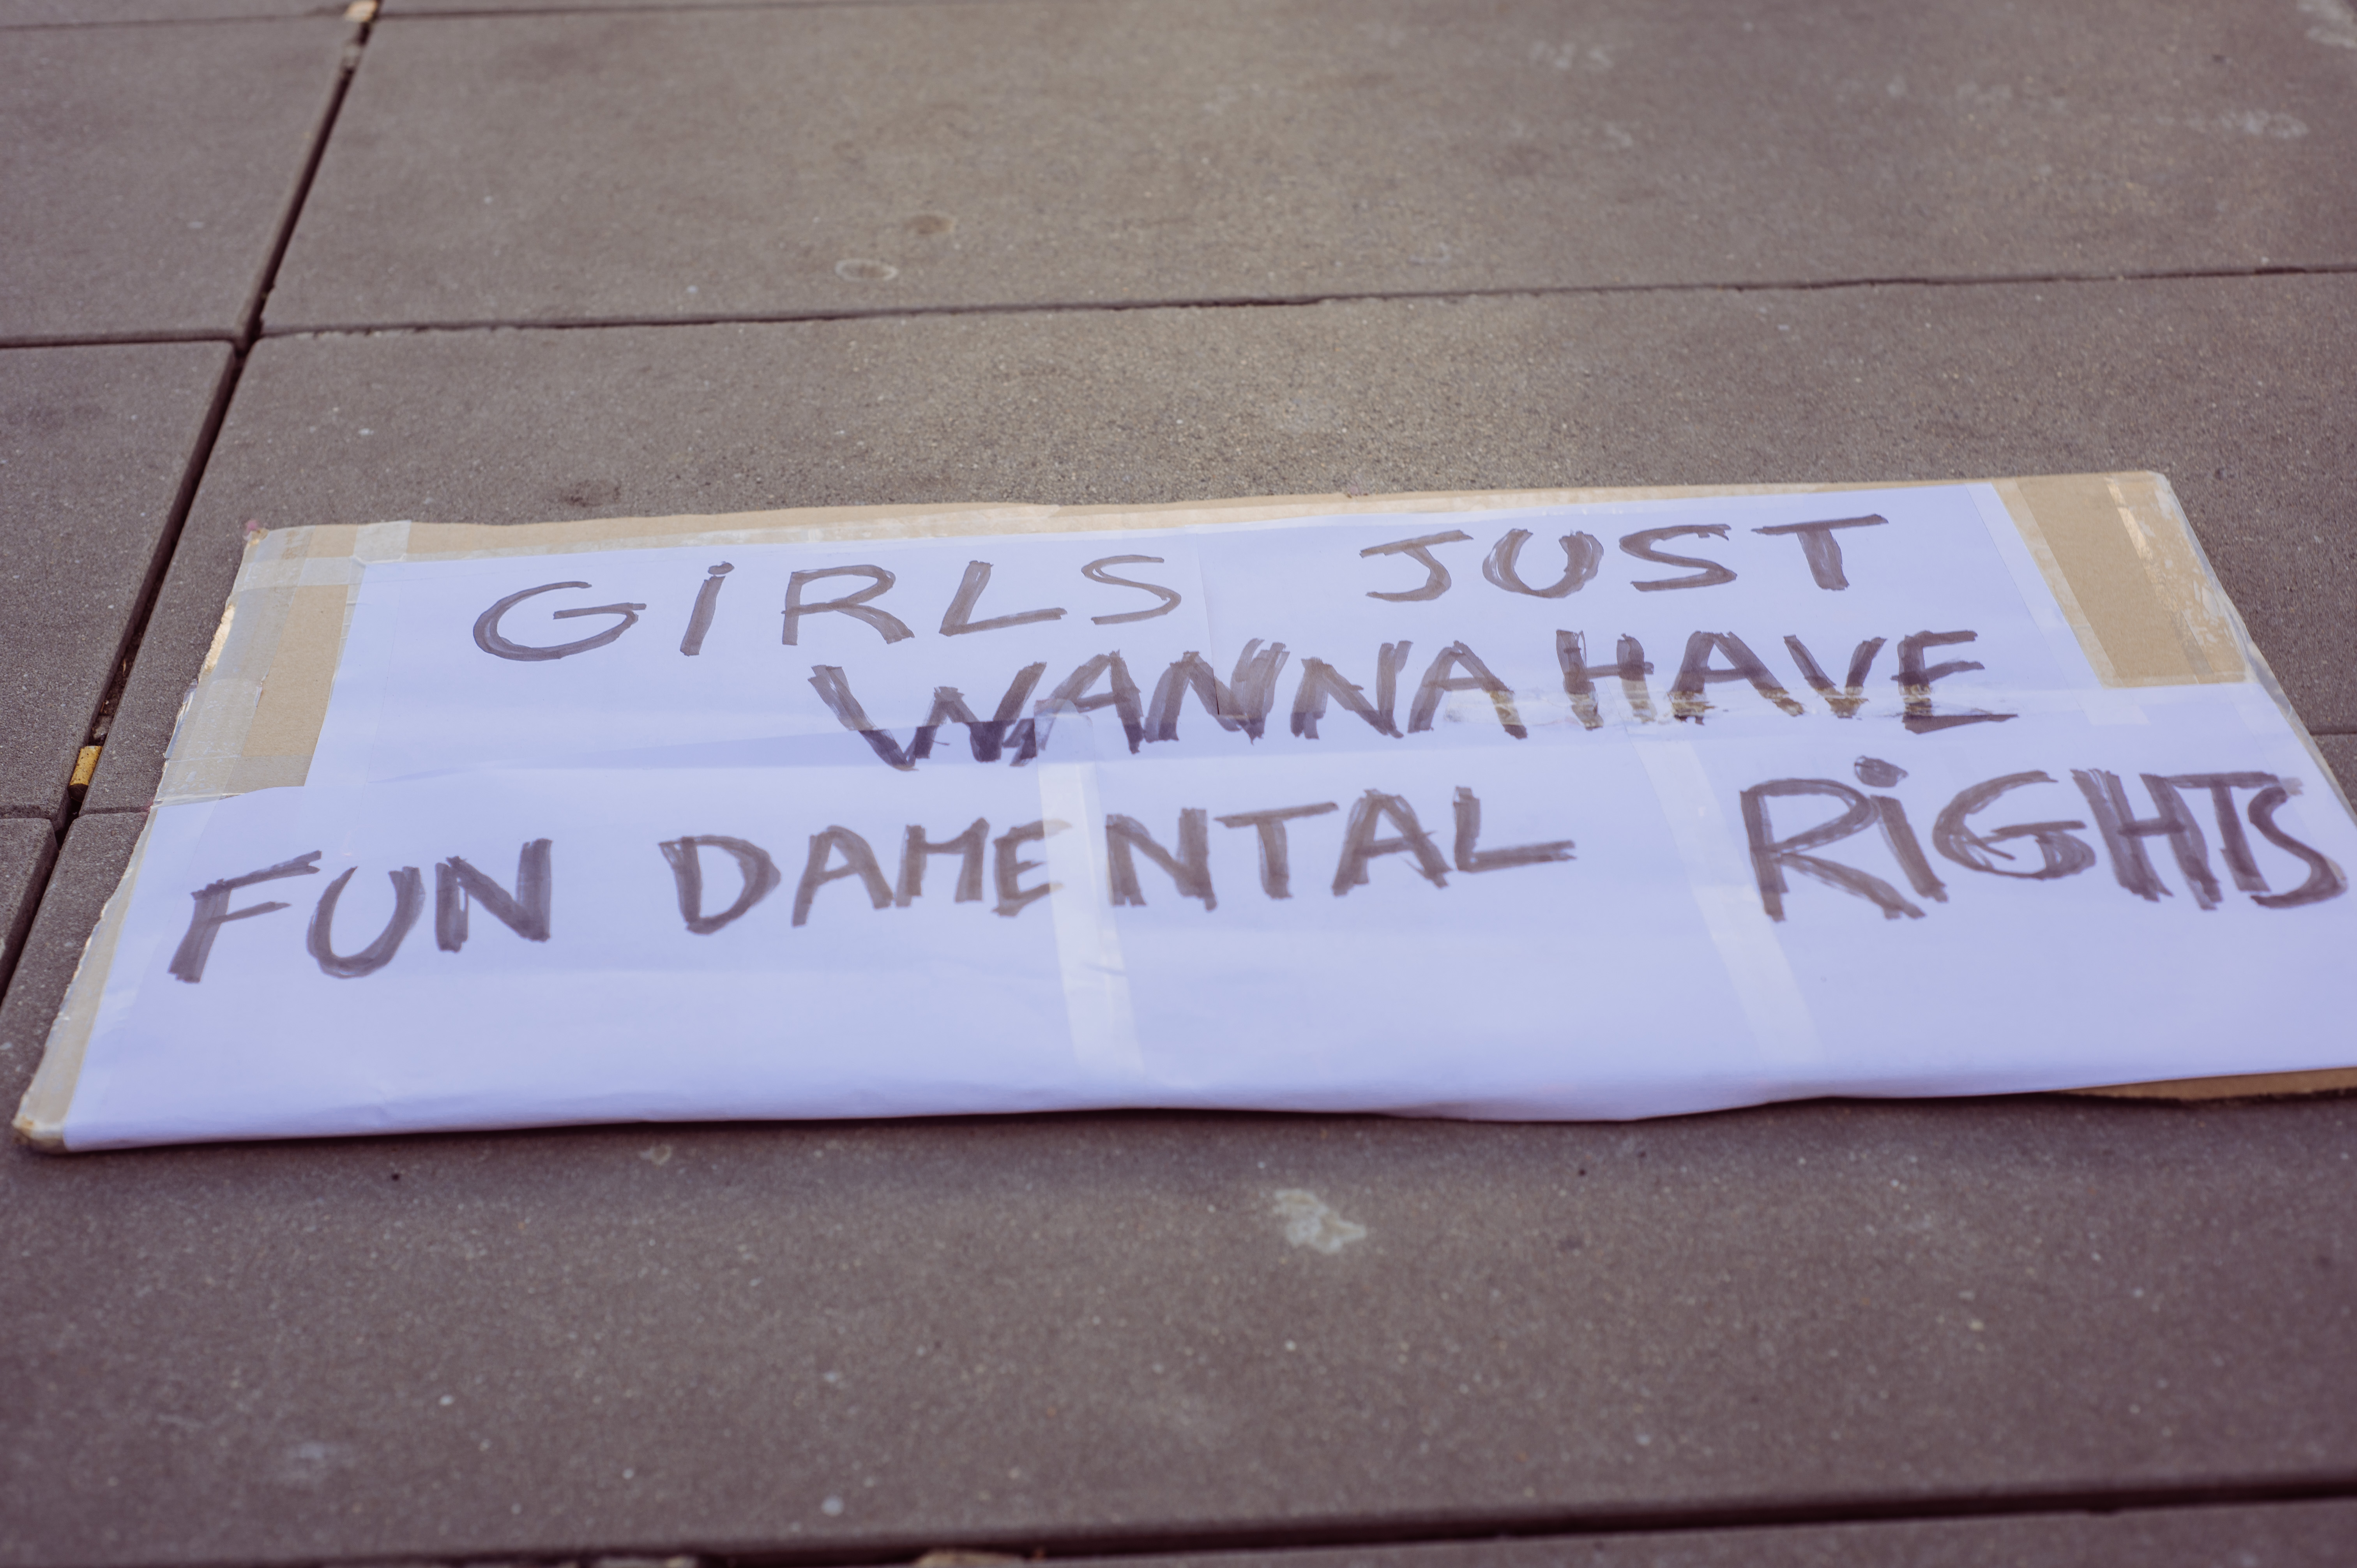 GiRLS JUST
WANNA HAVE
FUN DAMENTAL RiGHTS